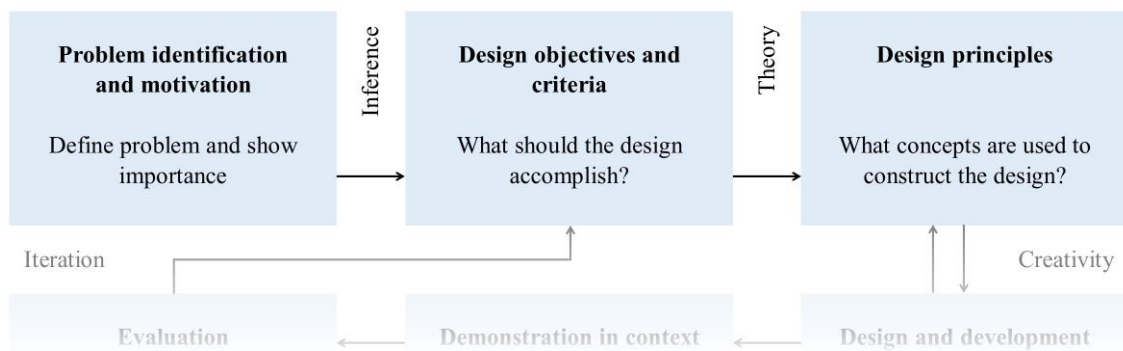 Problem identification
and motivation
Define problem and show
importance
Inference
Design objectives and
criteria
What should the design
accomplish?
Theory
Design principles
What concepts are used to
construct the design?
Iteration
Creativity
Evaluation
Demonstration in context
Design and development